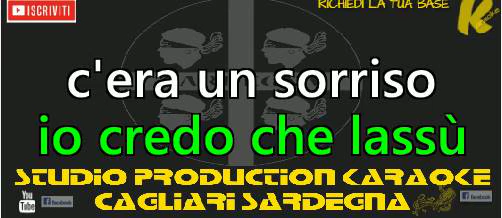 ISCRIVITI
RICHIEDI LA TUA BASE
c'era un sorriso
io credo che lassù
STUDIO PRODUCTION KARAOKE
CAGLIARI SARDEGNA
You
Tube
facebook
facebook